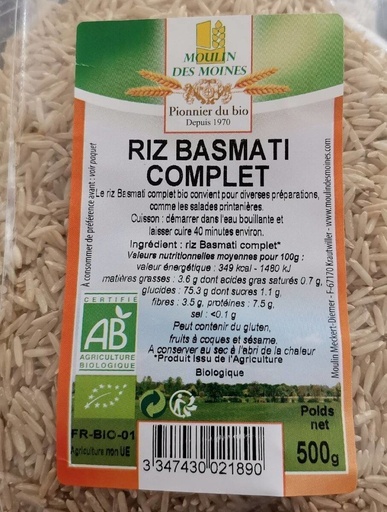 MOULIN
DES MOINES
Pionnier du bio
Depuis 1970
RIZ BASMATI
COMPLET
Le riz Basmati complet bio convient pour diverses préparations,
comme les salades printanières.
Cuisson : démarrer dans l'eau bouillante et
laisser cuire 40 minutes environ.
Ingrédient : riz Basmati complet*
Valeurs nutritionnelles moyennes pour 100g :
valeur énergétique : 349 kcal - 1480 kJ
matières grasses : 3.6 g dont acides gras saturés 0.7 g,
glucides : 75.3 g dont sucres 1.1 g,
fibres : 3.5 g, protéines : 7.5 g,
sel : <0.1 g
Peut contenir du gluten,
fruits à coques et sésame.
A conserver au sec à l'abri de la chaleur
*Produit issu de l'Agriculture
Biologique
A consommer de préférence avant : voir paquet
Moulin Meckert-Diemer - F-67170 Krautwiller - www.moulindesmoines.com
CERTIFIÉ
AB
AGRICULTURE
BIOLOGIQUE
FR-BIO-01
Agriculture non UE
3 347430 021890
Poids
net
500g